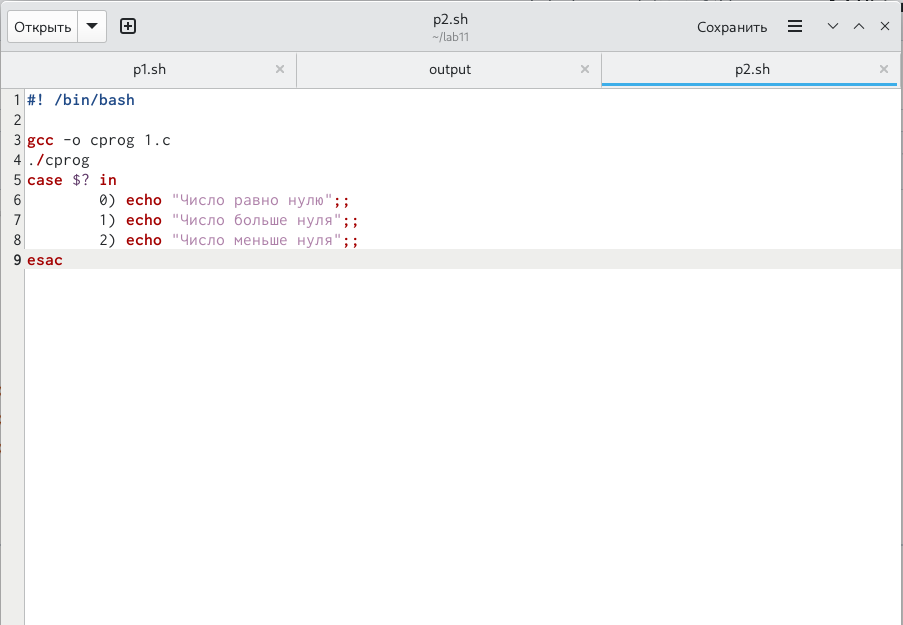 Открыть
p2.sh
~/lab11
Сохранить
p1.sh
output
p2.sh
1 #! /bin/bash
2
3 gcc -o cprog 1.c
4 ./cprog
5 case $? in
6 0) echo "Число равно нулю";;
7 1) echo "Число больше нуля";;
8 2) echo "Число меньше нуля";;
9 esac